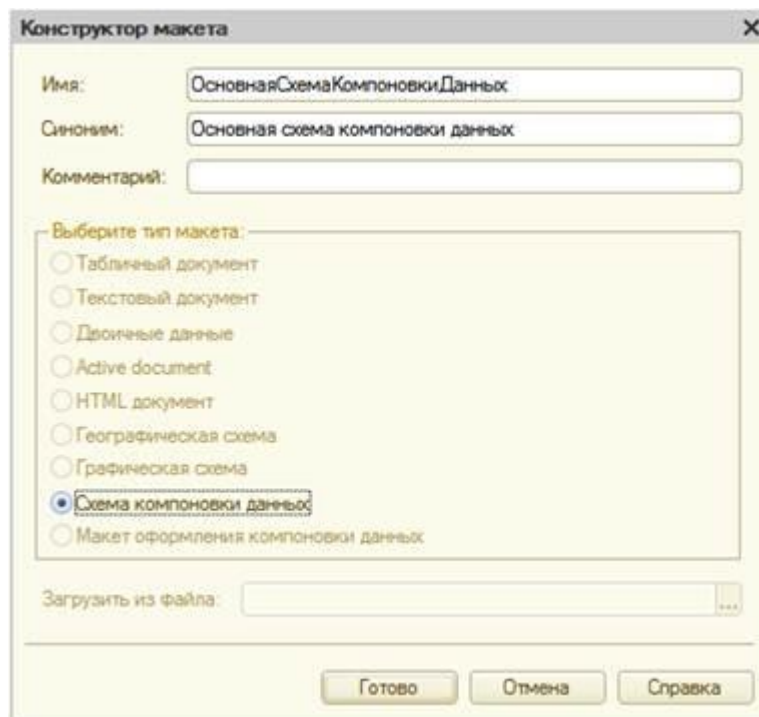 Конструктор макета
Имя: ОсновнаяСхемаКомпоновкиДанных
Синоним: Основная схема компоновки данных
Комментарий:
Выберите тип макета:
Табличный документ
Текстовый документ
Двоичные данные
Active document
HTML документ
Географическая схема
Графическая схема
Схема компоновки данных
Макет оформления компоновки данных
Загрузить из файла: ...
Готово Отмена Справка